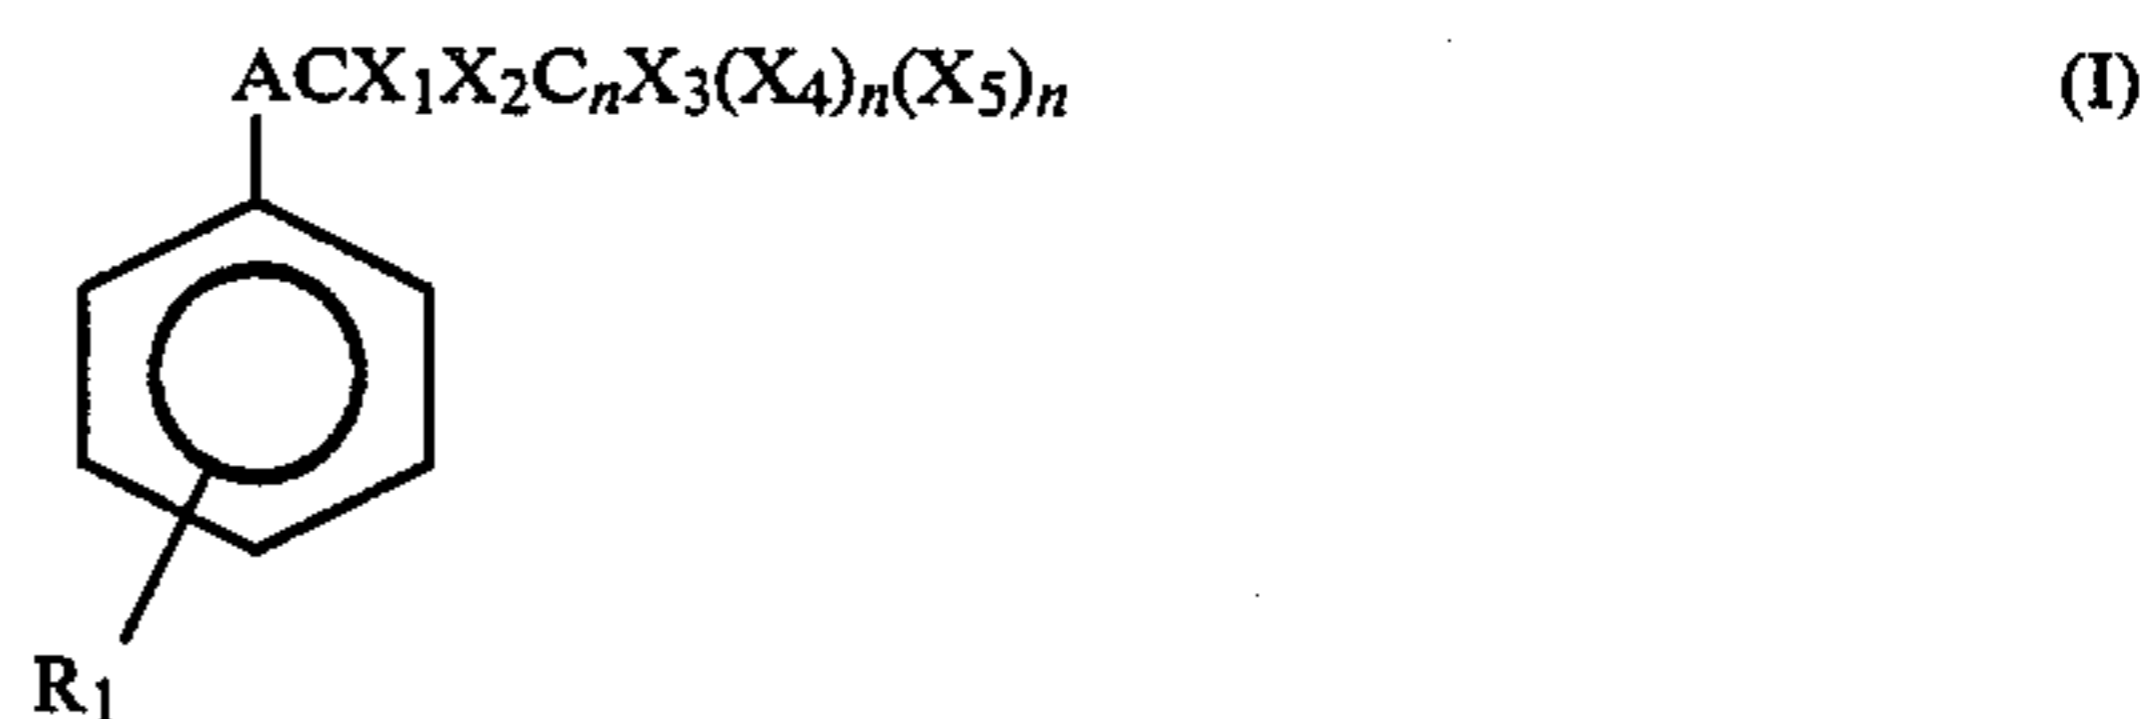 ACX₁X₂CₙX₃(X₄)ₙ(X₅)ₙ (I)
R₁